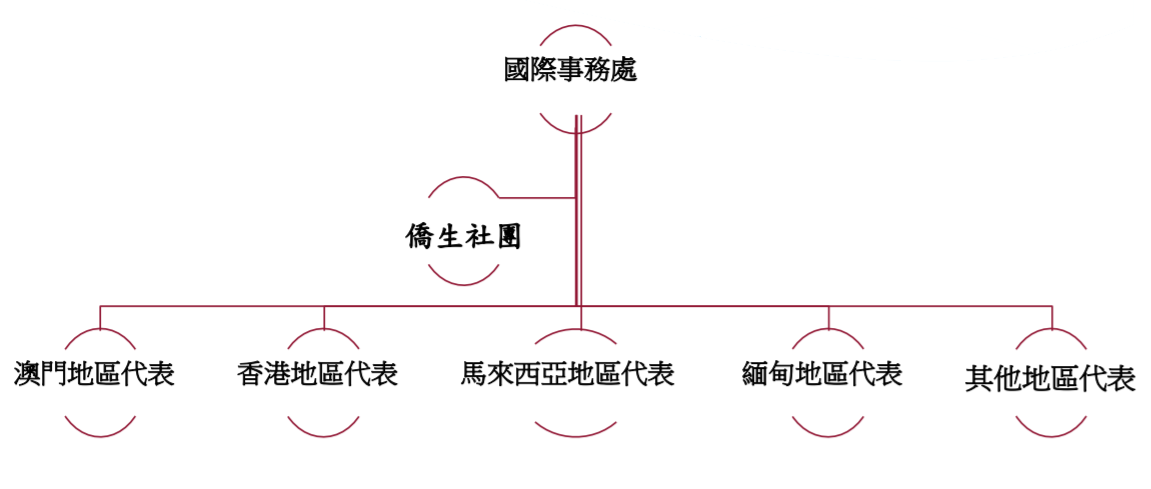 國際事務處
僑生社團
澳門地區代表
香港地區代表
馬來西亞地區代表
緬甸地區代表
其他地區代表